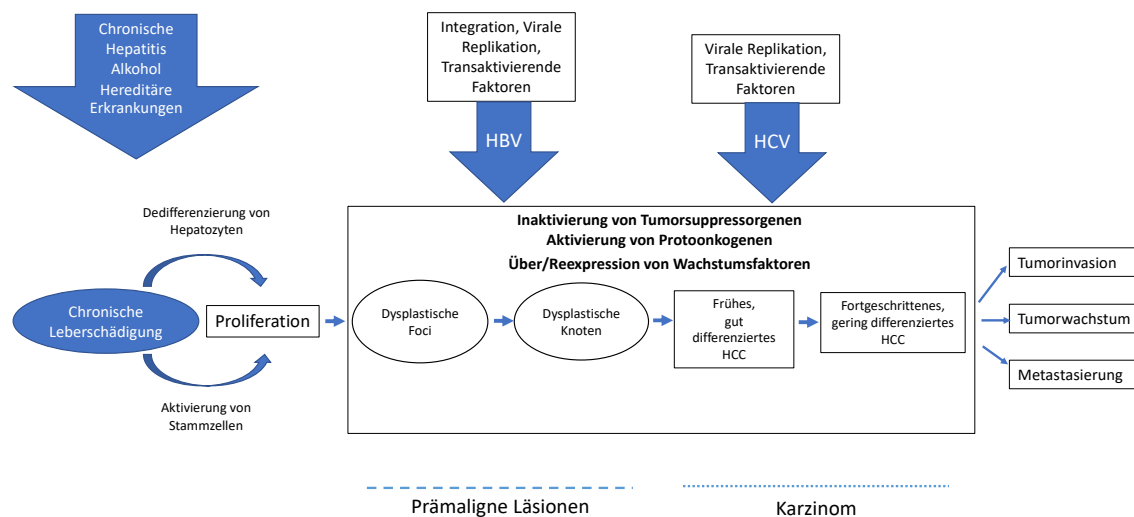 Chronische
Hepatitis
Alkohol
Hereditäre
Erkrankungen
Integration, Virale
Replikation,
Transaktivierende
Faktoren
HBV
Virale Replikation,
Transaktivierende
Faktoren
HCV
Dedifferenzierung von
Hepatozyten
Chronische
Leberschädigung
Proliferation
Aktivierung von
Stammzellen
Inaktivierung von Tumorsuppressorgenen
Aktivierung von Protoonkogenen
Über/Reexpression von Wachstumsfaktoren
Dysplastische
Foci
Dysplastische
Knoten
Frühes,
gut
differenziertes
HCC
Fortgeschrittenes,
gering differenziertes
HCC
Tumorinvasion
Tumorwachstum
Metastasierung
Prämaligne Läsionen
Karzinom